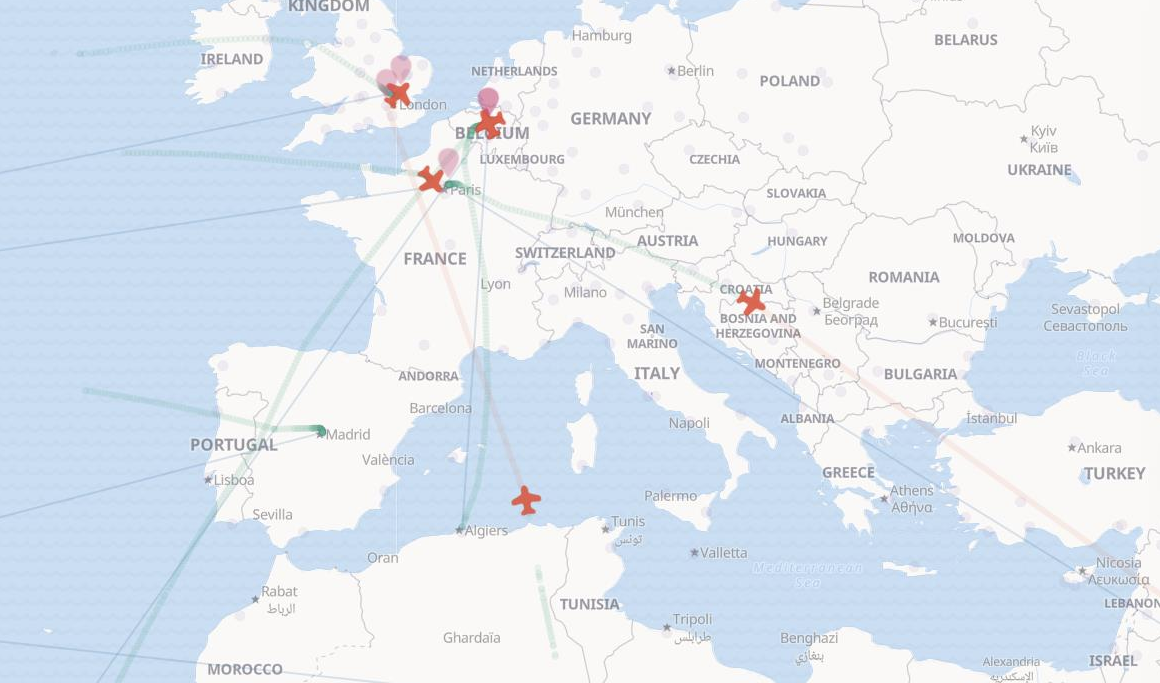 KINGDOM
IRELAND
London
Hamburg
BELARUS
NETHERLANDS
Berlin
POLAND
BELGIUM
GERMANY
Kyiv
Київ
LUXEMBOURG
CZECHIA
UKRAINE
Paris
SLOVAKIA
München
AUSTRIA
HUNGARY
MOLDOVA
FRANCE
SWITZERLAND
ROMANIA
Lyon
Milano
CROATIA
Belgrade
Београд
BOSNIA AND
HERZEGOVINA
București
Sevastopol
Севастополь
SAN
MARINO
Black
Sea
MONTENEGRO
ANDORRA
ITALY
BULGARIA
Barcelona
Napoli
ALBANIA
İstanbul
Madrid
PORTUGAL
València
Ankara
Lisboa
GREECE
TURKEY
Sevilla
Palermo
Athens
Αθήνα
Algiers
Tunis
تونس
Oran
Valletta
Mediterranean
Sea
Nicosia
Λευκωσία
Rabat
الرباط
TUNISIA
LEBANON
Ghardaïa
Tripoli
طرابلس
Benghazi
بنغازي
MOROCCO
Alexandria
الإسكندرية
ISRAEL